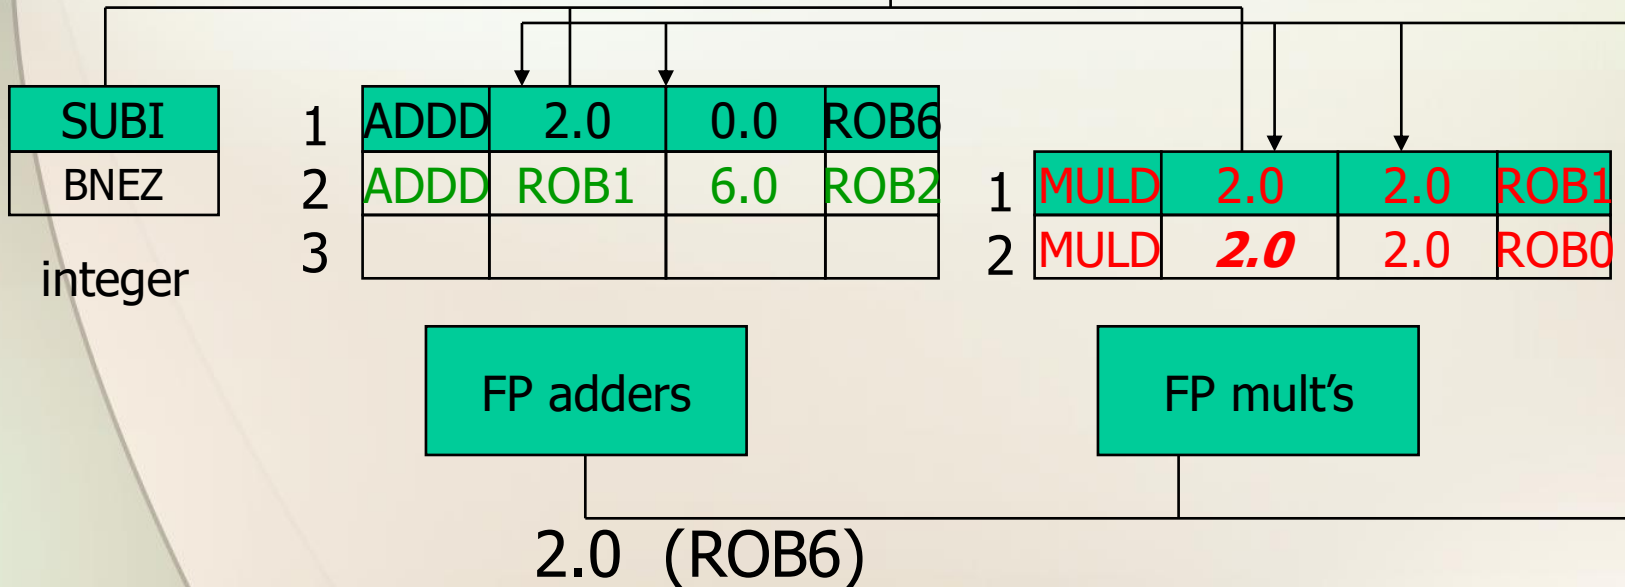 SUBI
BNEZ
integer
1 ADDD 2.0 0.0 ROB6
2 ADDD ROB1 6.0 ROB2
3
1 MULD 2.0 2.0 ROB1
2 MULD 2.0 2.0 ROB0
FP adders
FP mult's
2.0 (ROB6)